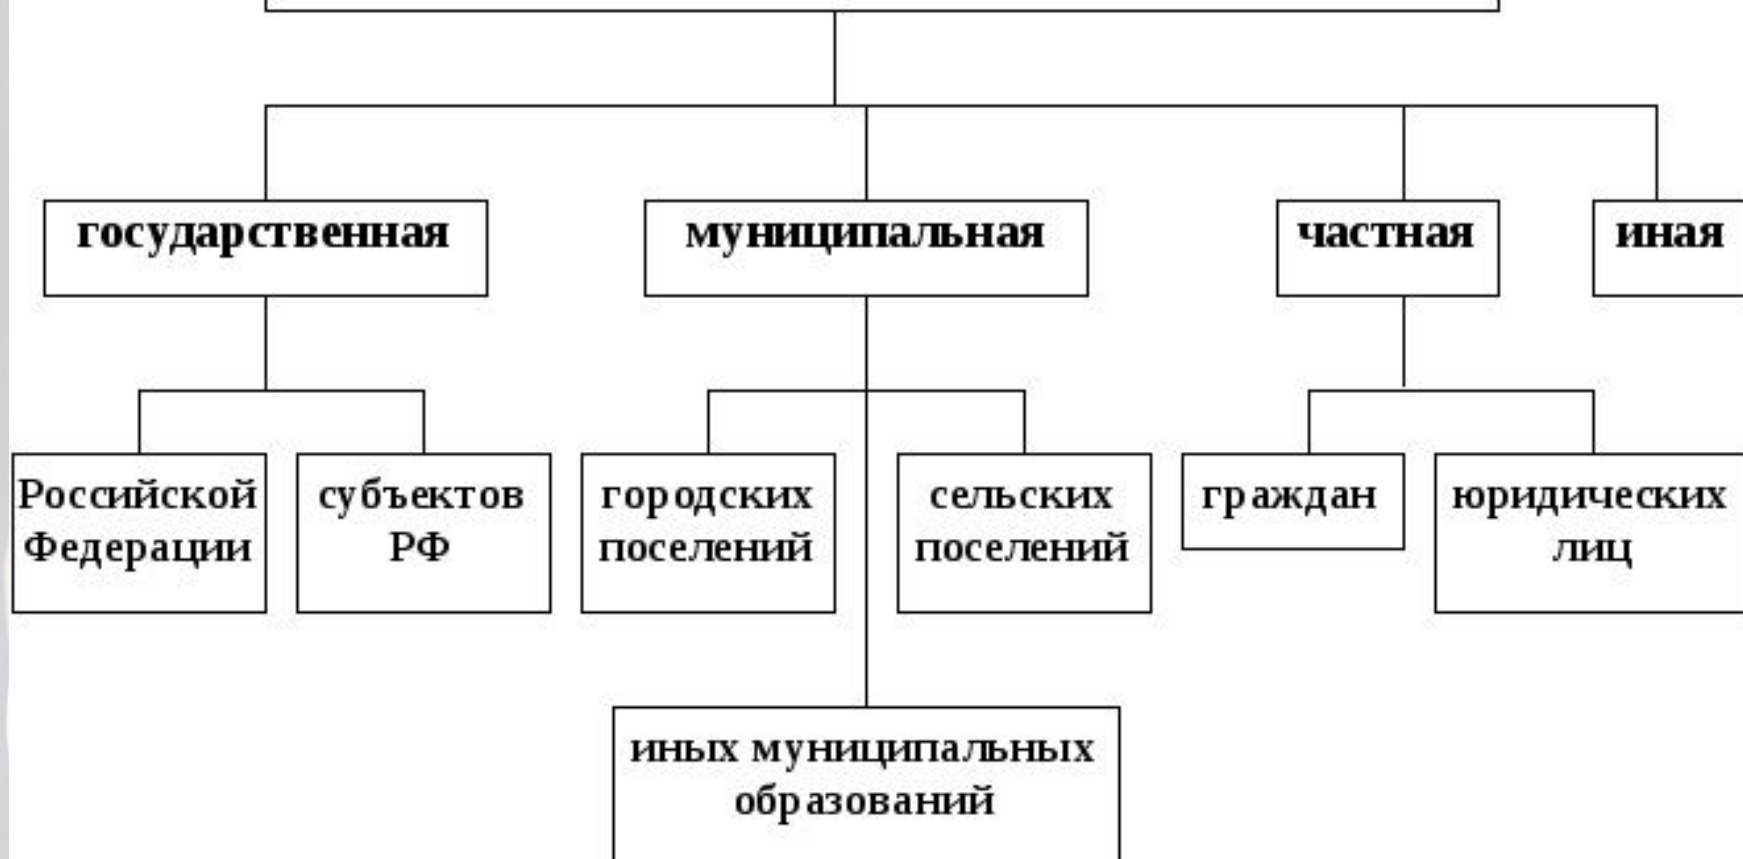 государственная
муниципальная
частная
иная
Российской
Федерации
субъектов
РФ
городских
поселений
сельских
поселений
граждан
юридических
лиц
иных муниципальных
образований